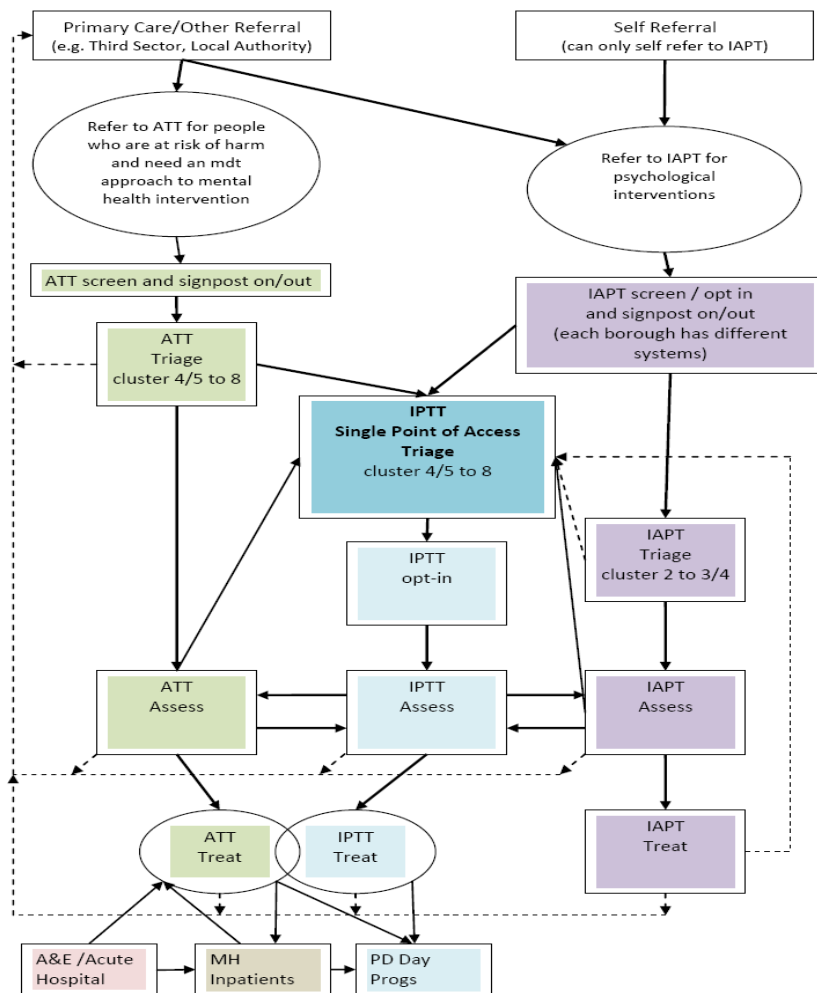 Primary Care/Other Referral
(e.g. Third Sector, Local Authority)
Self Referral
(can only self refer to IAPT)
Refer to ATT for people
who are at risk of harm
and need an mdt
approach to mental
health intervention
Refer to IAPT for
psychological
interventions
ATT screen and signpost on/out
IAPT screen / opt in
and signpost on/out
(each borough has different
systems)
ATT
Triage
cluster 4/5 to 8
IPTT
Single Point of Access
Triage
cluster 4/5 to 8
IPTT
opt-in
IAPT
Triage
cluster 2 to 3/4
ATT
Assess
IPTT
Assess
IAPT
Assess
ATT
Treat
IPTT
Treat
IAPT
Treat
A&E /Acute
Hospital
MH
Inpatients
PD Day
Progs